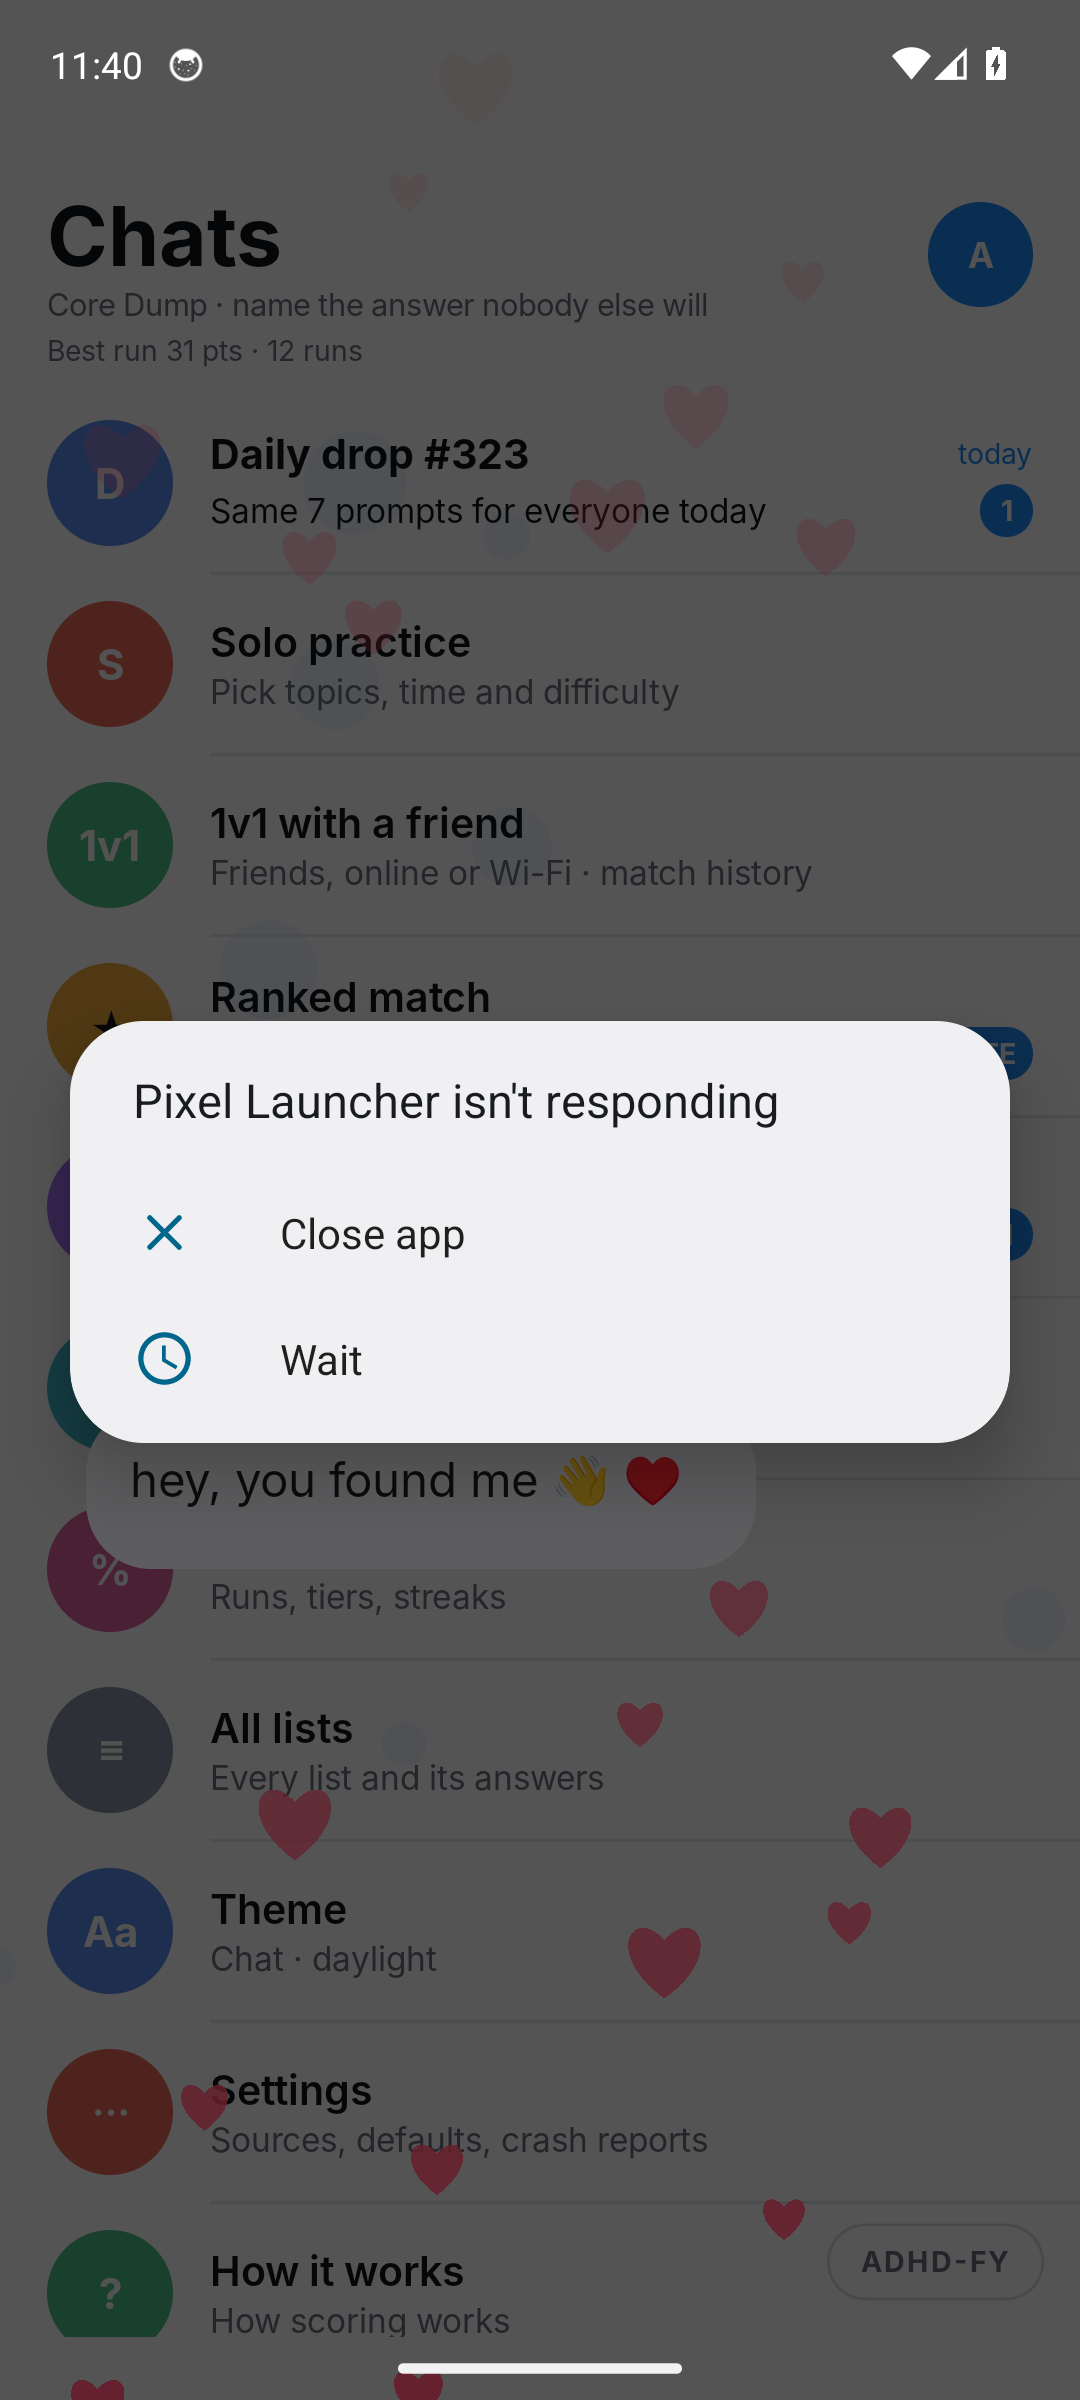 11:40
Chats
A
Core Dump · name the answer nobody else will
Best run 31 pts · 12 runs
D
Daily drop #323
today
Same 7 prompts for everyone today
1
S
Solo practice
Pick topics, time and difficulty
1v1
1v1 with a friend
Friends, online or Wi-Fi · match history
Ranked match
Pixel Launcher isn't responding
Close app
Wait
hey, you found me 👋 ❤️
%
Runs, tiers, streaks
All lists
Every list and its answers
Aa
Theme
Chat · daylight
...
Settings
Sources, defaults, crash reports
ADHD-FY
?
How it works
How scoring works